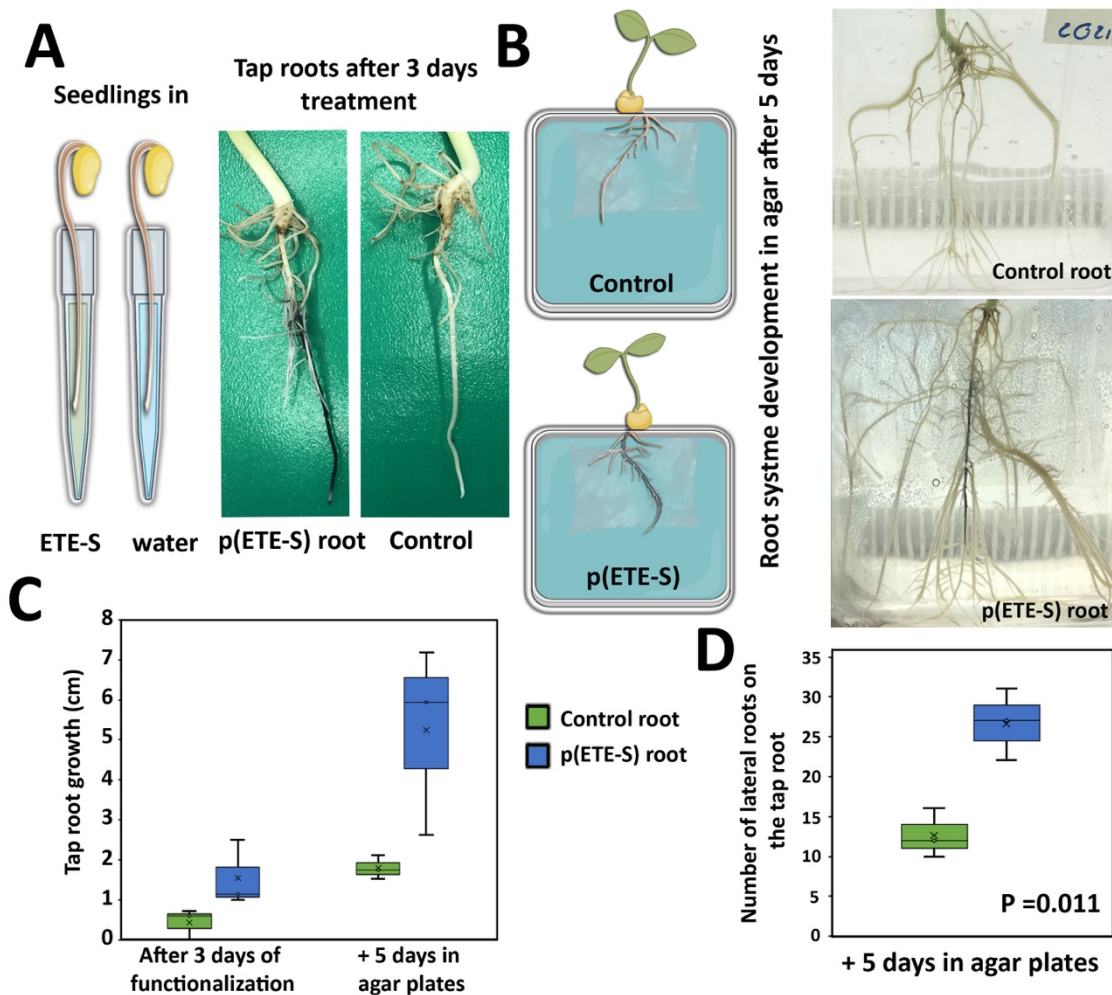 A
Seedlings in
Tap roots after 3 days
treatment
ETE-S
water
p(ETE-S) root
Control
B
Control
p(ETE-S)
Root systme development in agar after 5 days
2021
Control root
p(ETE-S) root
C
Tap root growth (cm)
8
7
6
5
4
3
2
1
0
After 3 days of
functionalization
+ 5 days in
agar plates
Control root
p(ETE-S) root
D
Number of lateral roots on
the tap root
35
30
25
20
15
10
5
0
P =0.011
+ 5 days in agar plates